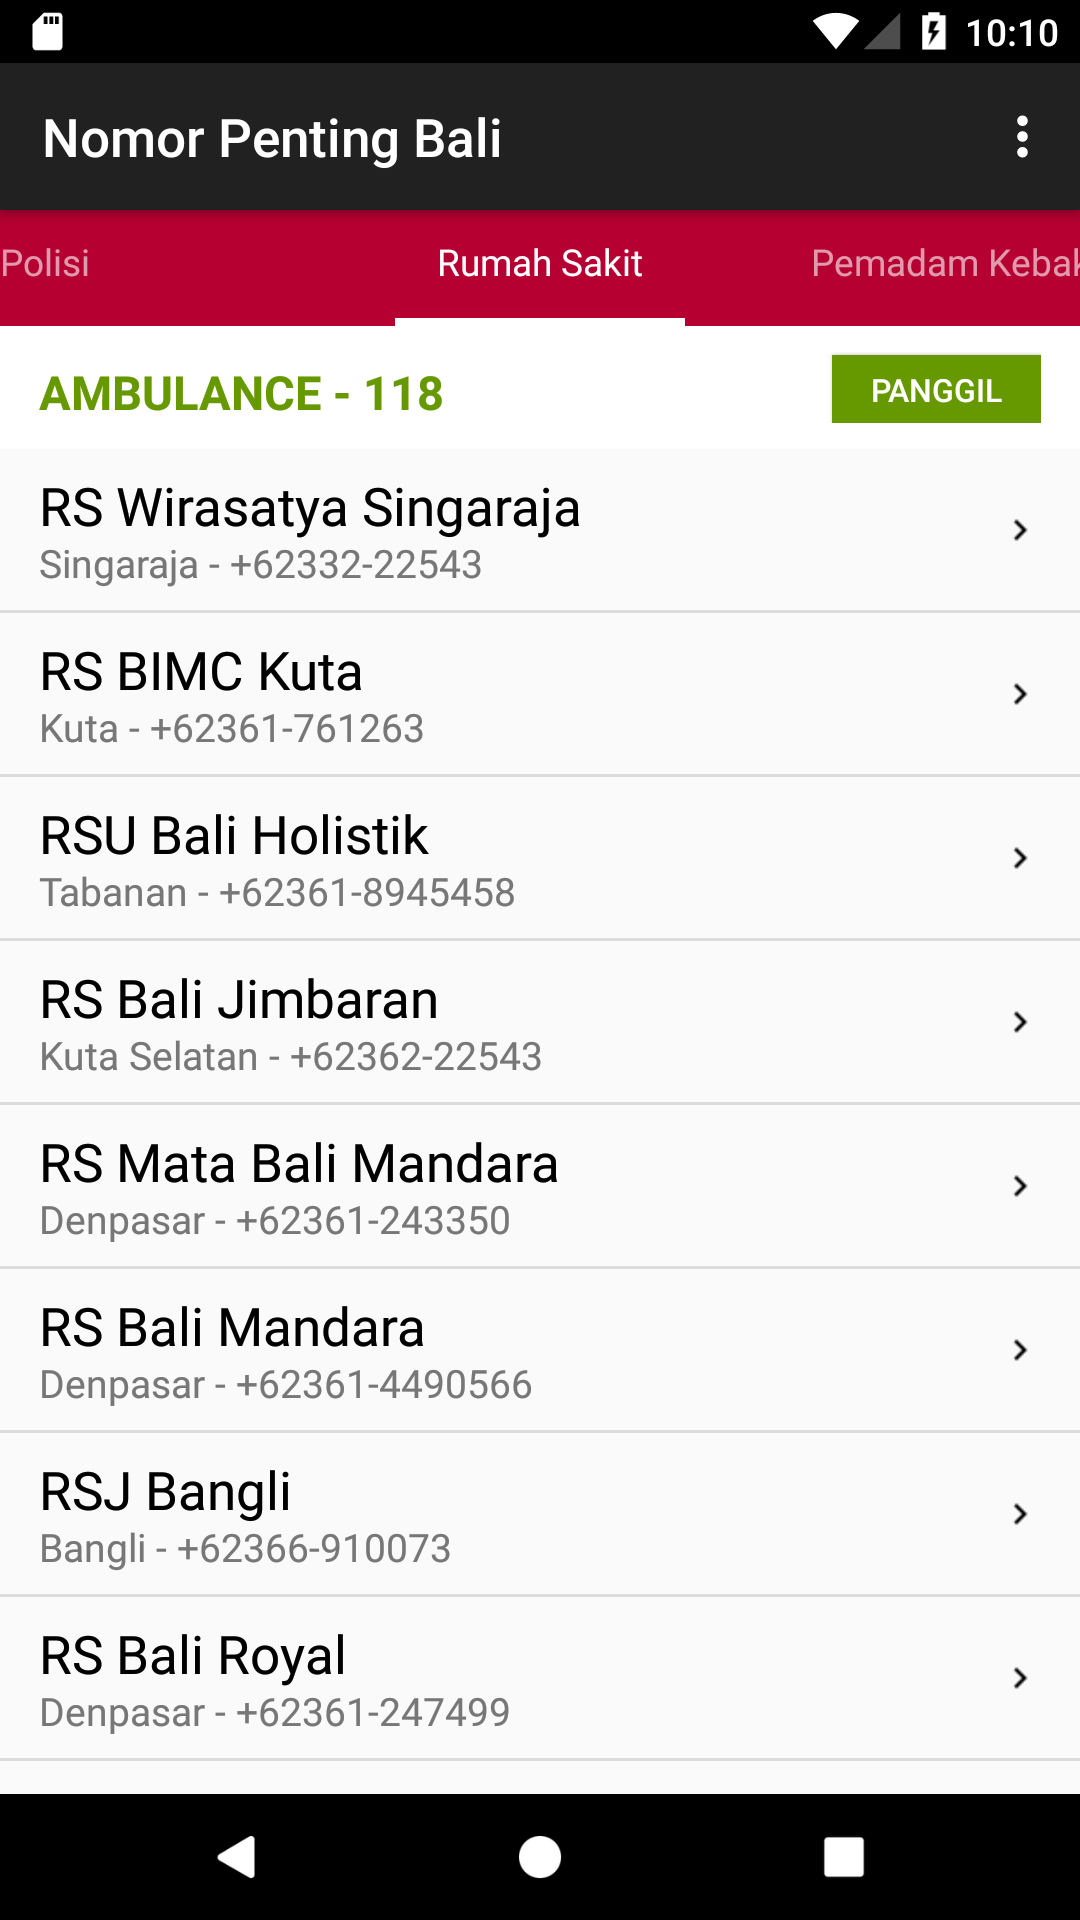 10:10
Nomor Penting Bali
Polisi
Rumah Sakit
Pemadam Kebak
AMBULANCE - 118
PANGGIL
RS Wirasatya Singaraja
Singaraja - +62332-22543
RS BIMC Kuta
Kuta - +62361-761263
RSU Bali Holistik
Tabanan - +62361-8945458
RS Bali Jimbaran
Kuta Selatan - +62362-22543
RS Mata Bali Mandara
Denpasar - +62361-243350
RS Bali Mandara
Denpasar - +62361-4490566
RSJ Bangli
Bangli - +62366-910073
RS Bali Royal
Denpasar - +62361-247499